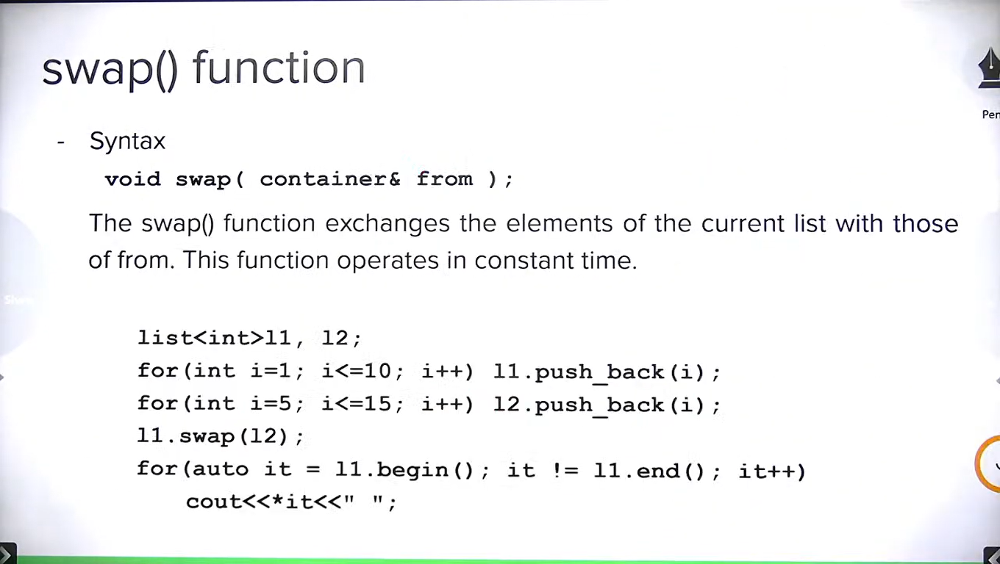 swap() function
- Syntax
void swap( container& from );
The swap() function exchanges the elements of the current list with those
of from. This function operates in constant time.
list<int>l1, l2;
for(int i=1; i<=10; i++) l1.push_back(i);
for(int i=5; i<=15; i++) l2.push_back(i);
l1.swap(l2);
for(auto it = l1.begin(); it != l1.end(); it++)
cout<<*it<<" ";
Pen